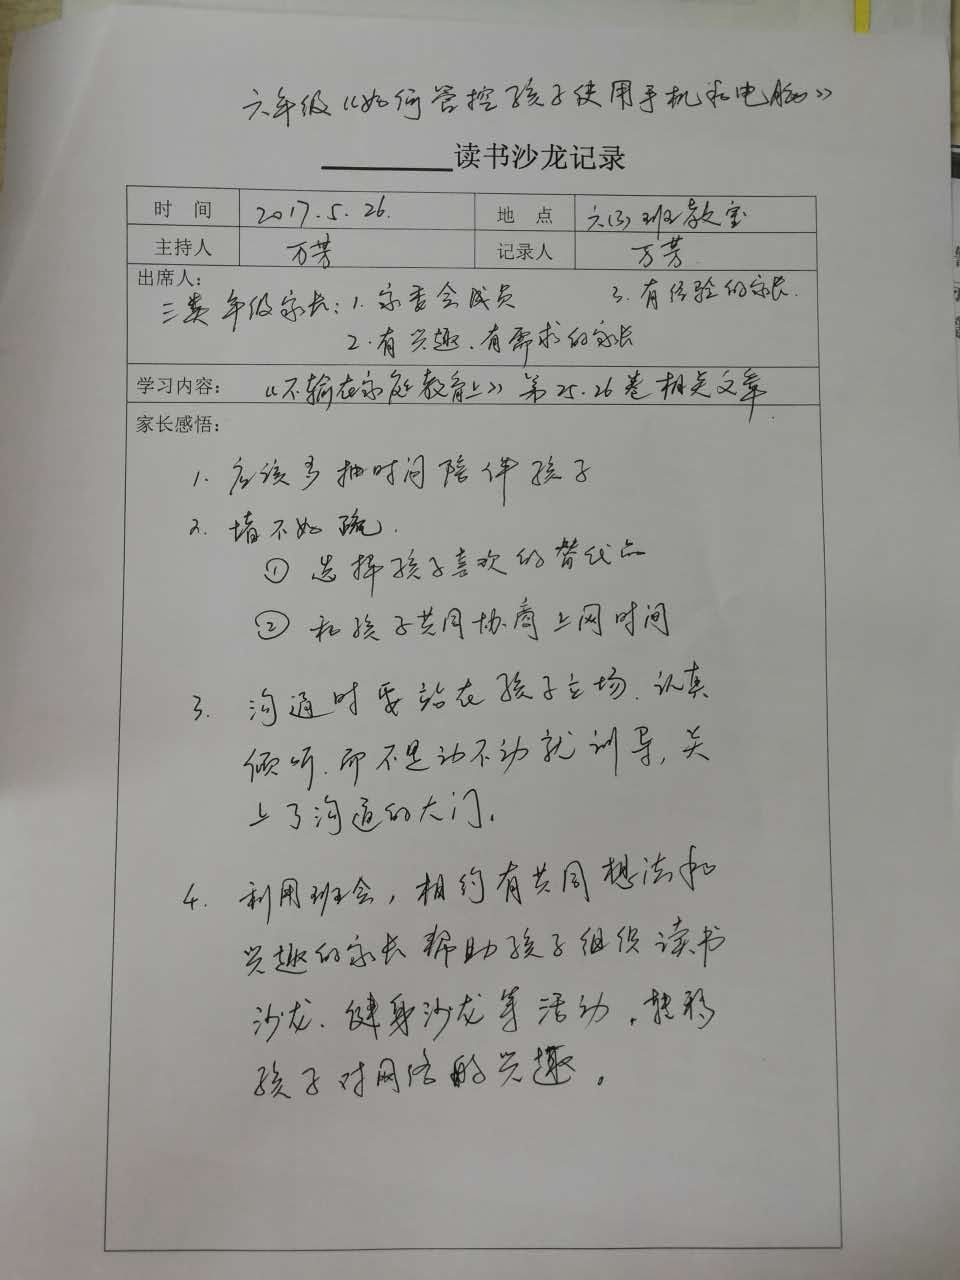 六年级《如何管控孩子使用手机和电脑》
读书沙龙记录
时 间 2017.5.26. 地 点 六(3)班教室
主持人 万芳 记录人 万芳
出席人：
三类年级家长：1.家委会成员 3.有经验的家长.
2.有兴趣、有需求的家长
学习内容： 《不输在家庭教育上》第25.26卷相关文章
家长感悟：
1. 应该多抽时间陪伴孩子
2. 堵不如疏.
① 选择孩子喜欢的替代品
② 和孩子共同协商上网时间
3. 沟通时要站在孩子立场、认真
倾听、而不是动不动就训导，关
上了沟通的大门。
4. 利用班会，相约有共同想法和
兴趣的家长帮助孩子组织读书
沙龙、健身沙龙等活动，转移
孩子对网络的兴趣。